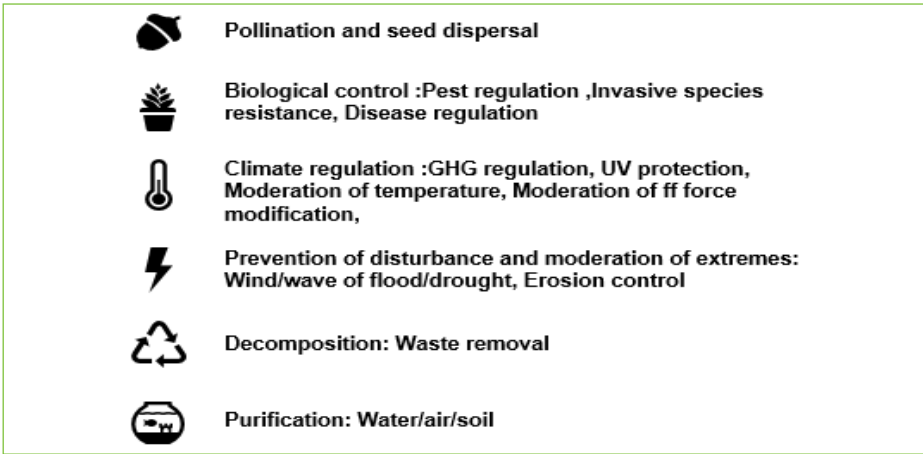 Pollination and seed dispersal
Biological control :Pest regulation ,Invasive species
resistance, Disease regulation
Climate regulation :GHG regulation, UV protection,
Moderation of temperature, Moderation of ff force
modification,
Prevention of disturbance and moderation of extremes:
Wind/wave of flood/drought, Erosion control
Decomposition: Waste removal
Purification: Water/air/soil